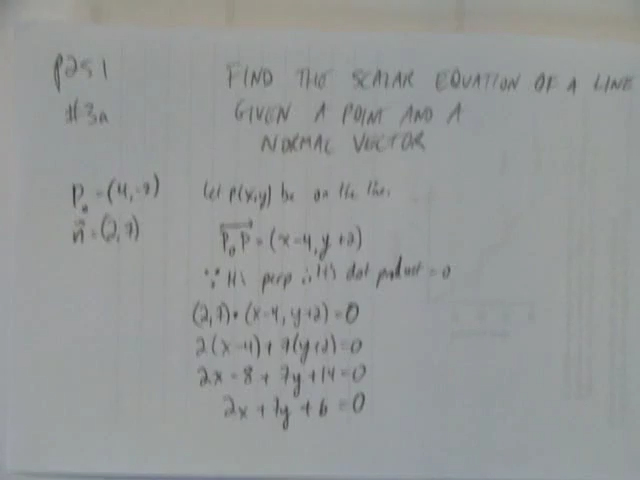 p251
FIND THE SCALAR EQUATION OF A LINE
#3a
GIVEN A POINT AND A
NORMAL VECTOR
P₀ = (4,-2)
Let P(x,y) be on the line.
n⃗ = (2,7)
P₀P⃗ = (x-4, y+2)
∵ It's perp ∴ It's dot product = 0
(2,7)•(x-4, y+2)=0
2(x-4)+7(y+2)=0
2x-8+7y+14=0
2x+7y+6=0